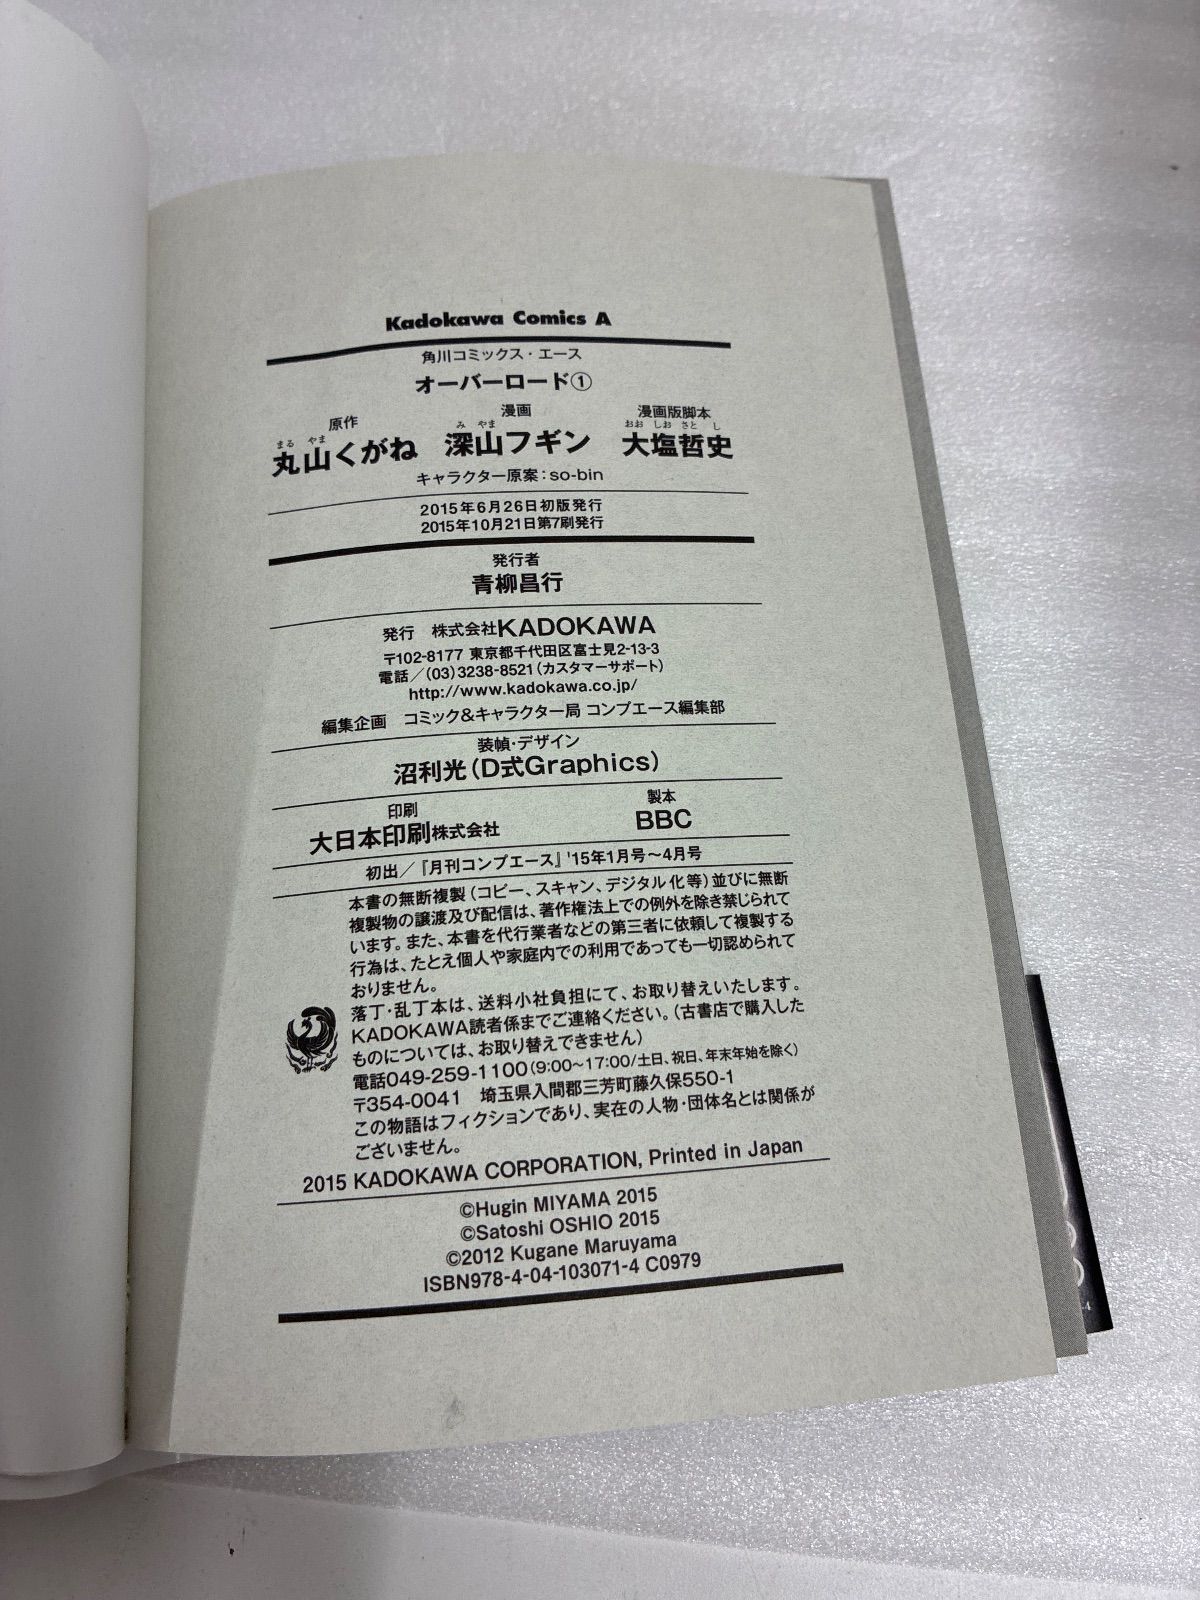 Kadokawa Comics A
角川コミックス・エース
オーバーロード①
原作 漫画 漫画版脚本
まる やま み やま おお しお さと し
丸山くがね 深山フギン 大塩哲史
キャラクター原案：so-bin
2015年6月26日初版発行
2015年10月21日第7刷発行
発行者
青柳昌行
発行 株式会社KADOKAWA
〒102-8177 東京都千代田区富士見2-13-3
電話／(03)3238-8521（カスタマーサポート）
http://www.kadokawa.co.jp/
編集企画 コミック&キャラクター局 コンプエース編集部
装幀・デザイン
沼利光（D式Graphics）
印刷 製本
大日本印刷株式会社 BBC
初出／『月刊コンプエース』'15年1月号〜4月号
本書の無断複製（コピー、スキャン、デジタル化等）並びに無断
複製物の譲渡及び配信は、著作権法上での例外を除き禁じられて
います。また、本書を代行業者などの第三者に依頼して複製する
行為は、たとえ個人や家庭内での利用であっても一切認められて
おりません。
落丁・乱丁本は、送料小社負担にて、お取り替えいたします。
KADOKAWA読者係までご連絡ください。（古書店で購入した
ものについては、お取り替えできません）
電話049-259-1100（9:00〜17:00/土日、祝日、年末年始を除く）
〒354-0041 埼玉県入間郡三芳町藤久保550-1
この物語はフィクションであり、実在の人物・団体名とは関係が
ございません。
2015 KADOKAWA CORPORATION, Printed in Japan
©Hugin MIYAMA 2015
©Satoshi OSHIO 2015
©2012 Kugane Maruyama
ISBN978-4-04-103071-4 C0979